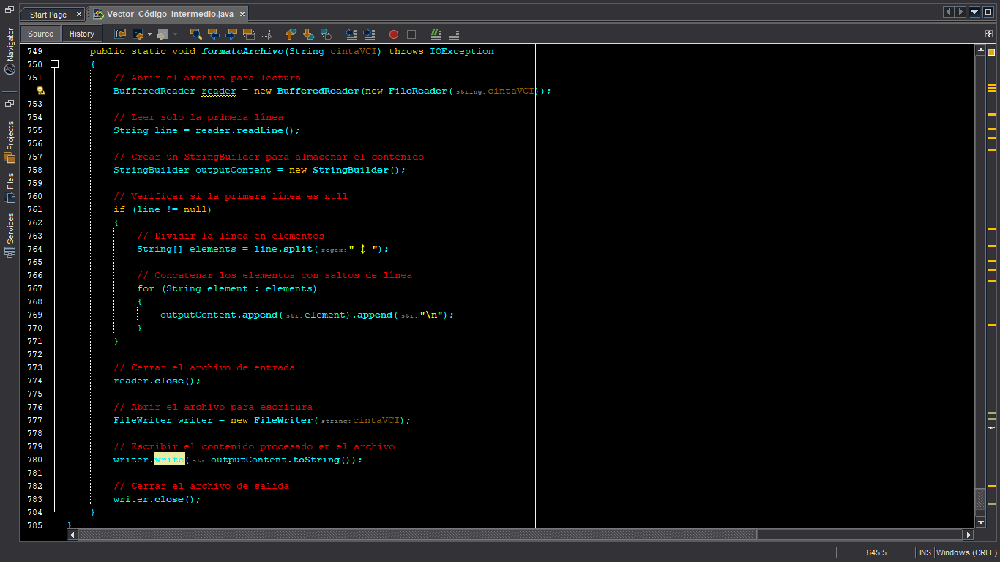 Start Page
Vector_Código_Intermedio.java
Source History
Navigator
Projects
Files
Services
749 public static void formatoArchivo(String cintaVCI) throws IOException
750 {
751 // Abrir el archivo para lectura
BufferedReader reader = new BufferedReader(new FileReader(string:cintaVCI));
753
754 // Leer solo la primera línea
755 String line = reader.readLine();
756
757 // Crear un StringBuilder para almacenar el contenido
758 StringBuilder outputContent = new StringBuilder();
759
760 // Verificar si la primera línea es null
761 if (line != null)
762 {
763 // Dividir la línea en elementos
764 String[] elements = line.split(regex:" ↕ ");
765
766 // Concatenar los elementos con saltos de línea
767 for (String element : elements)
768 {
769 outputContent.append(str:element).append(str:"\n");
770 }
771 }
772
773 // Cerrar el archivo de entrada
774 reader.close();
775
776 // Abrir el archivo para escritura
777 FileWriter writer = new FileWriter(string:cintaVCI);
778
779 // Escribir el contenido procesado en el archivo
780 writer.write(str:outputContent.toString());
781
782 // Cerrar el archivo de salida
783 writer.close();
784 }
785 }
645:5 INS Windows (CRLF)